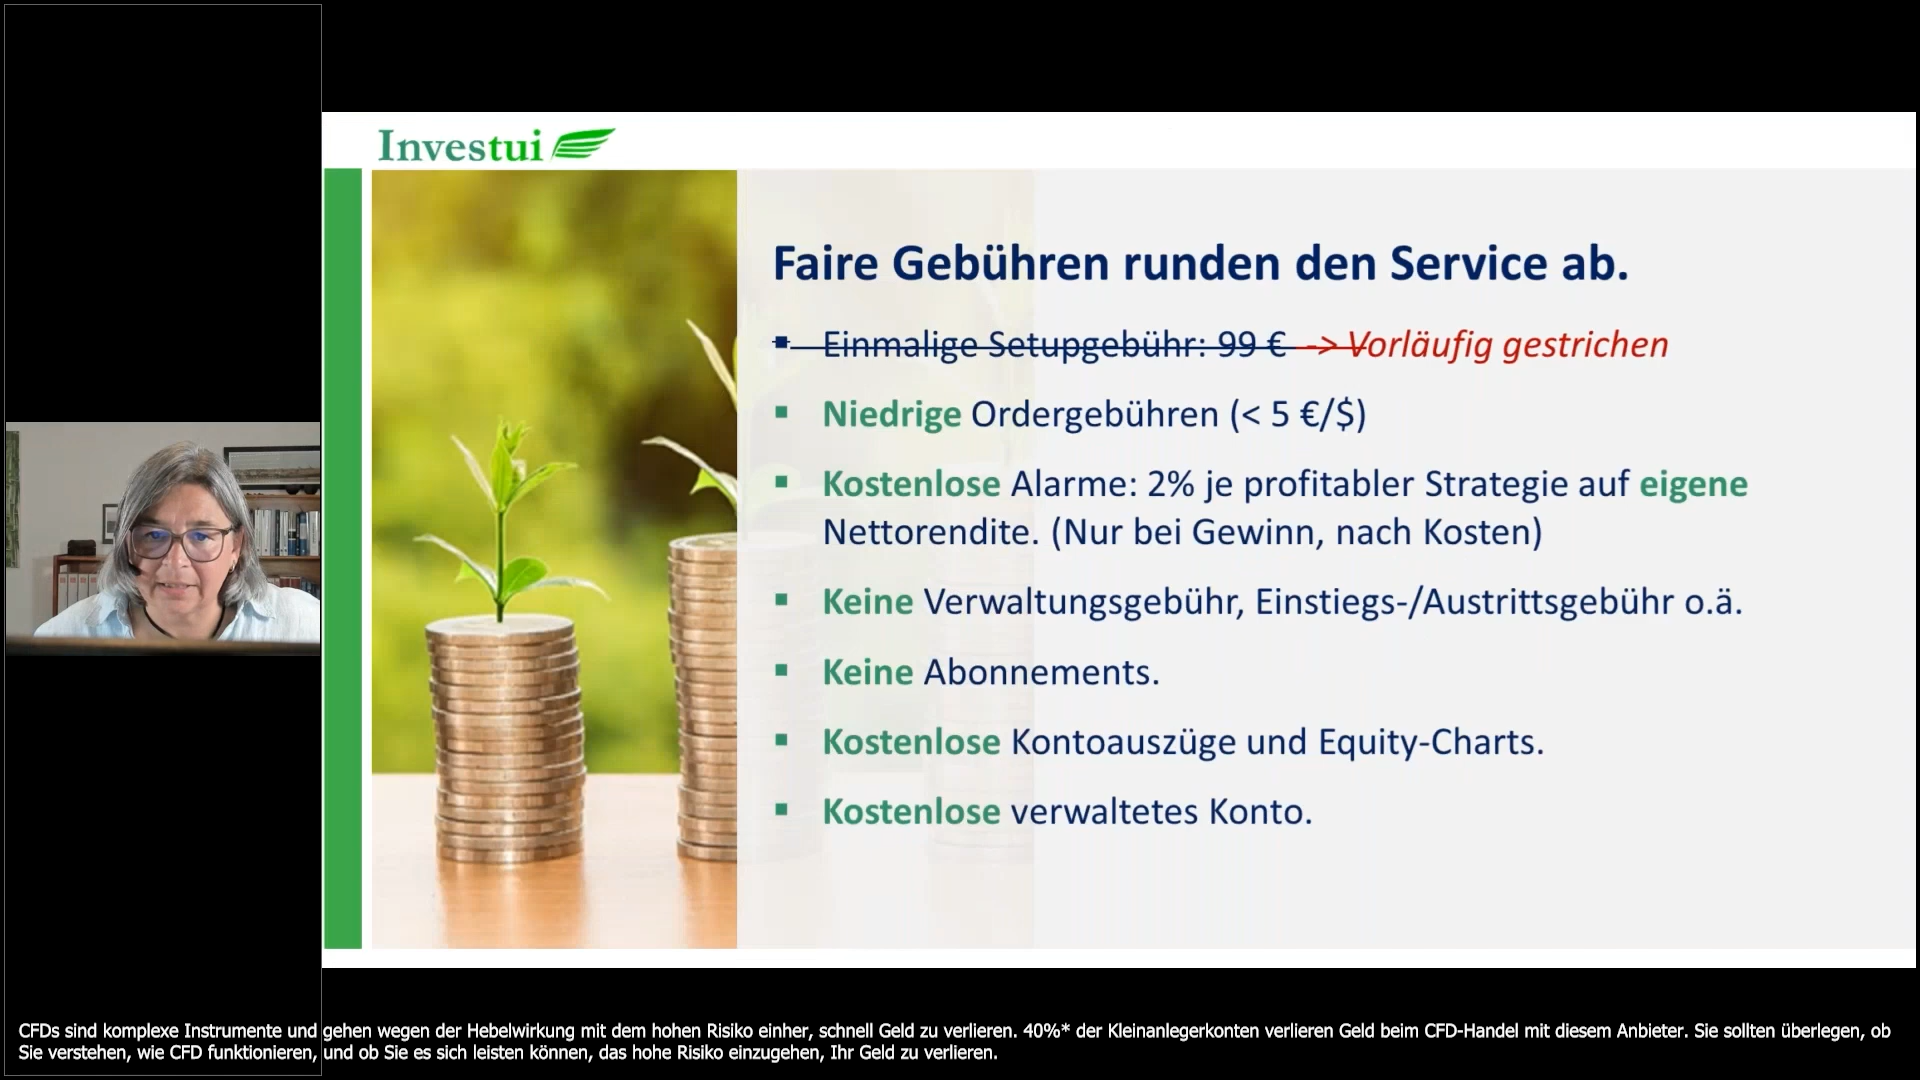 Investui
Faire Gebühren runden den Service ab.
▪ Einmalige Setupgebühr: 99 € -> Vorläufig gestrichen
▪ Niedrige Ordergebühren (< 5 €/$)
▪ Kostenlose Alarme: 2% je profitabler Strategie auf eigene
Nettorendite. (Nur bei Gewinn, nach Kosten)
▪ Keine Verwaltungsgebühr, Einstiegs-/Austrittsgebühr o.ä.
▪ Keine Abonnements.
▪ Kostenlose Kontoauszüge und Equity-Charts.
▪ Kostenlose verwaltetes Konto.
CFDs sind komplexe Instrumente und gehen wegen der Hebelwirkung mit dem hohen Risiko einher, schnell Geld zu verlieren. 40%* der Kleinanlegerkonten verlieren Geld beim CFD-Handel mit diesem Anbieter. Sie sollten überlegen, ob
Sie verstehen, wie CFD funktionieren, und ob Sie es sich leisten können, das hohe Risiko einzugehen, Ihr Geld zu verlieren.